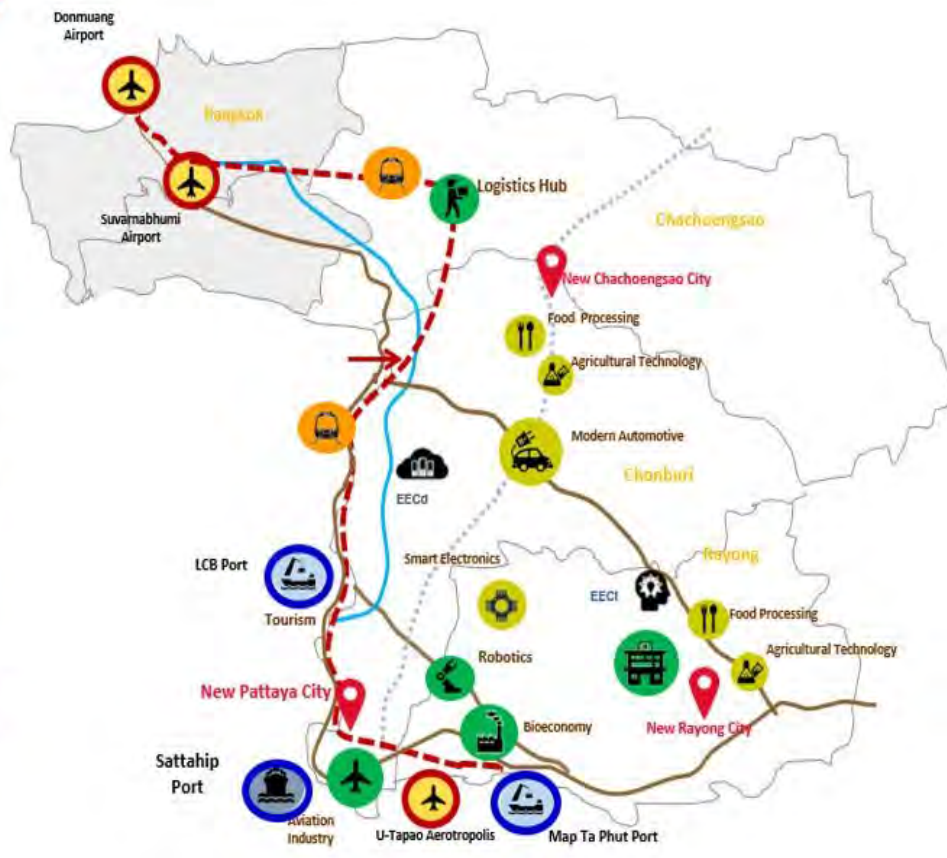 Donmuang
Airport
Bangkok
Suvarnabhumi
Airport
Logistics Hub
Chachoengsao
New Chachoengsao City
Food Processing
Agricultural Technology
Modern Automotive
Chonburi
EECd
Smart Electronics
Rayong
LCB Port
Tourism
EECI
Food Processing
Agricultural Technology
Robotics
New Pattaya City
Bioeconomy
New Rayong City
Sattahip
Port
Aviation
Industry
U-Tapao Aerotropolis
Map Ta Phut Port